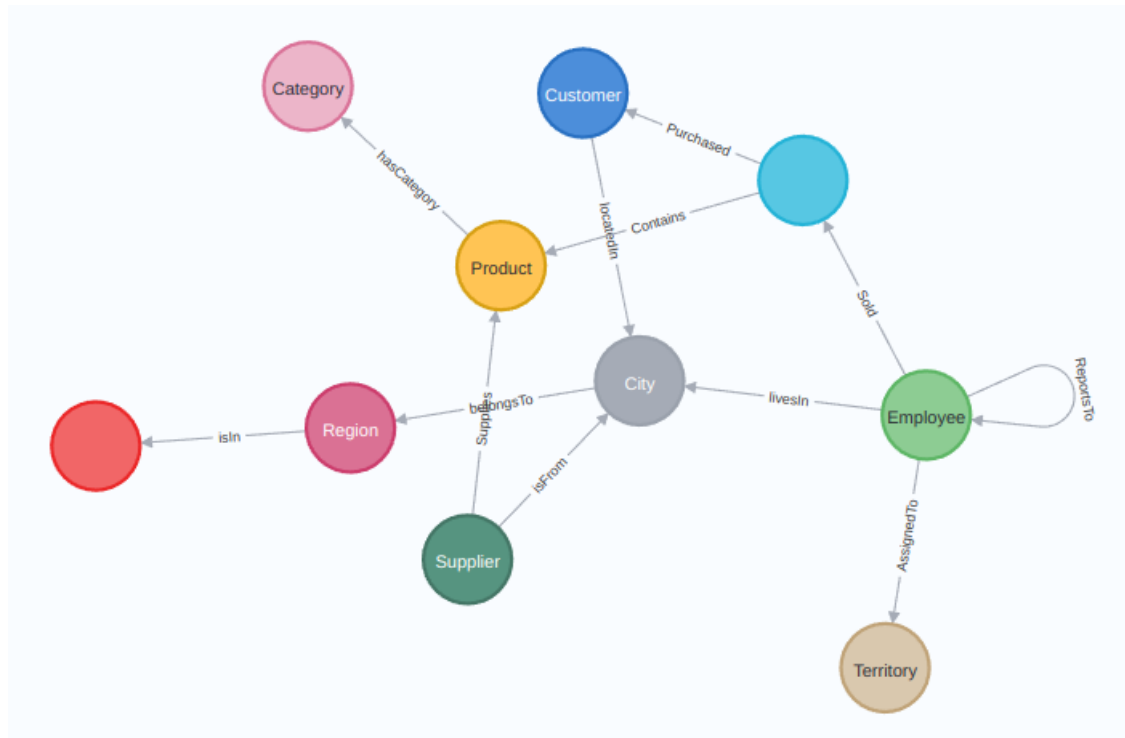 Category
Customer
Purchased
hasCategory
locatedIn
Contains
Product
Sold
City
ReportsTo
livesIn
Employee
belongsTo
Supplies
Region
isIn
isFrom
AssignedTo
Supplier
Territory